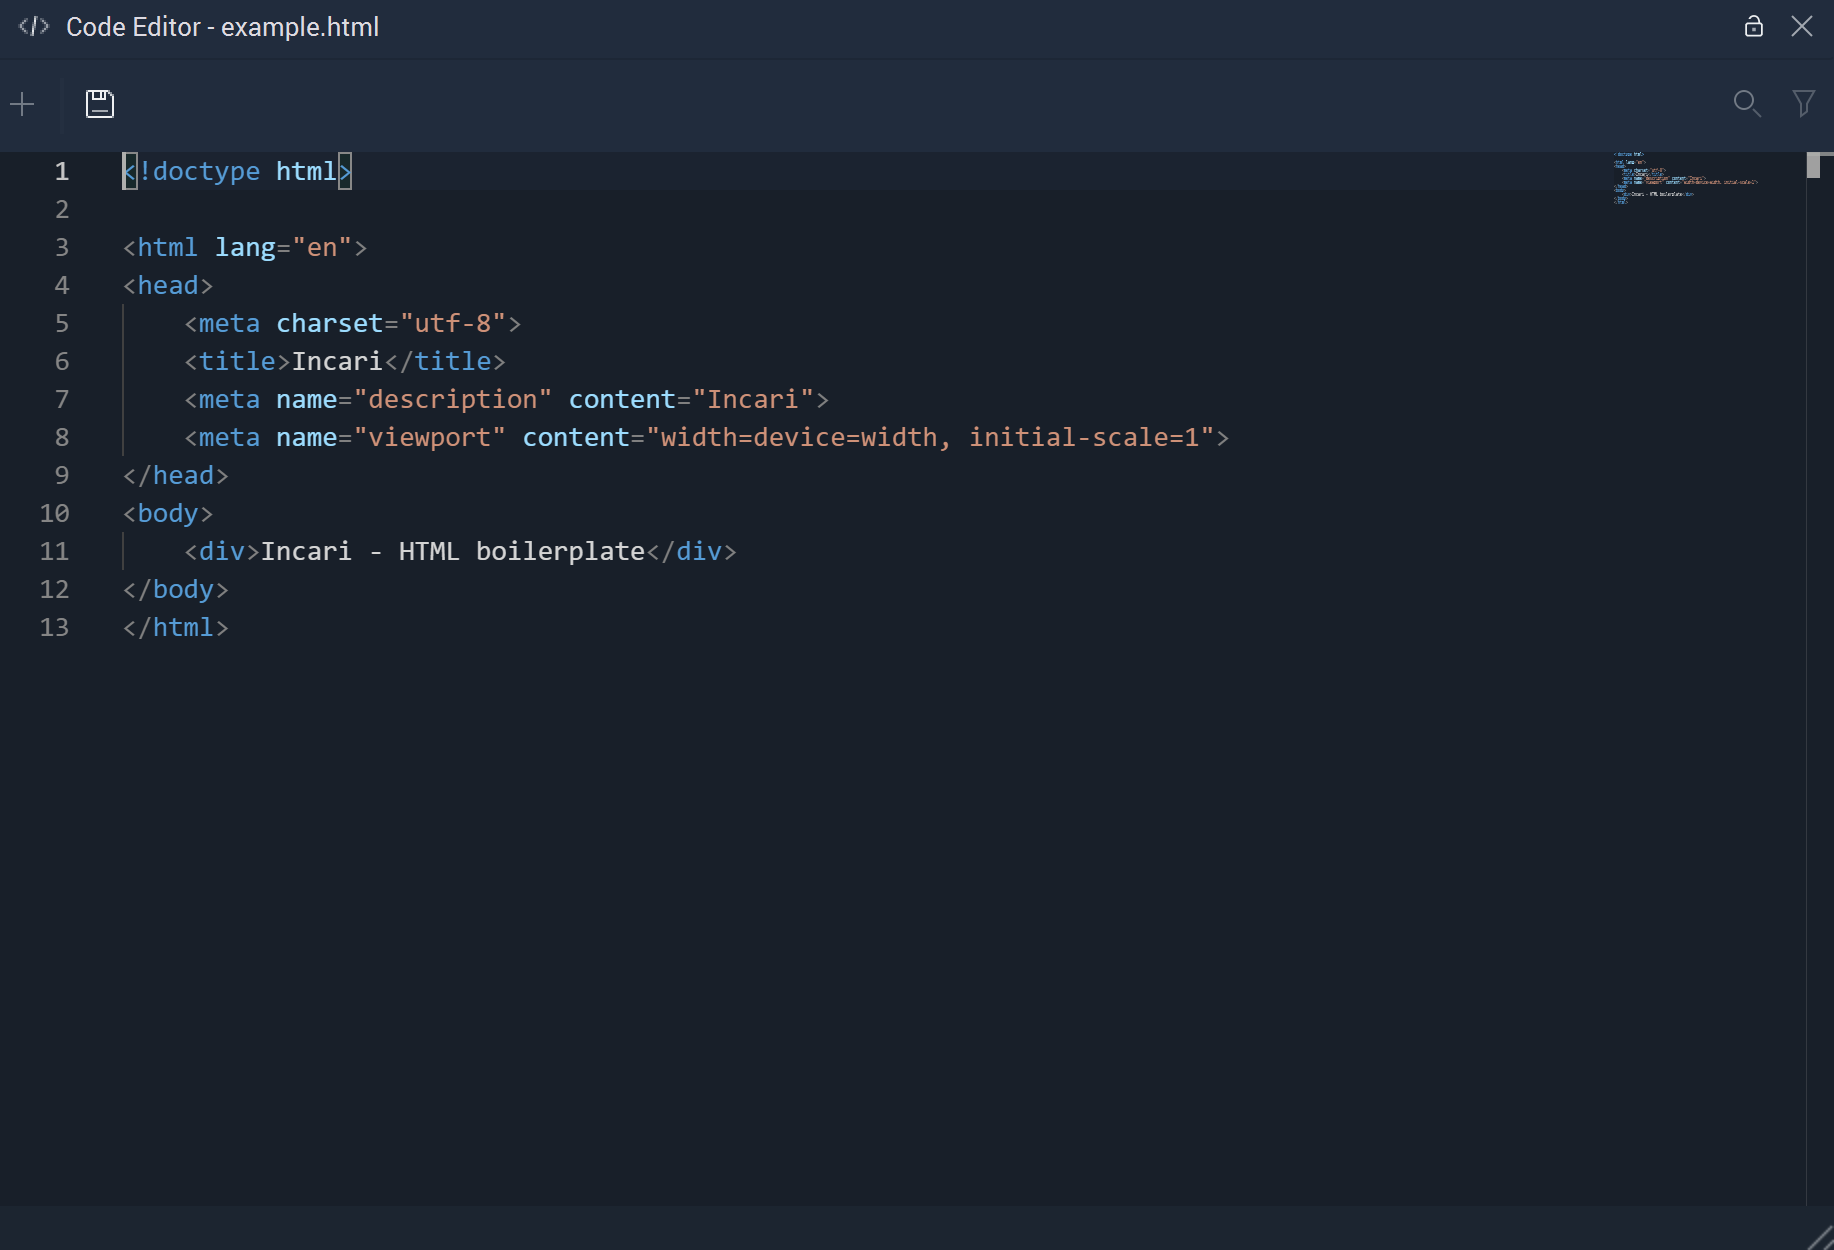 Code Editor - example.html
1 <!doctype html>
2
3 <html lang="en">
4 <head>
5     <meta charset="utf-8">
6     <title>Incari</title>
7     <meta name="description" content="Incari">
8     <meta name="viewport" content="width=device=width, initial-scale=1">
9 </head>
10 <body>
11     <div>Incari - HTML boilerplate</div>
12 </body>
13 </html>